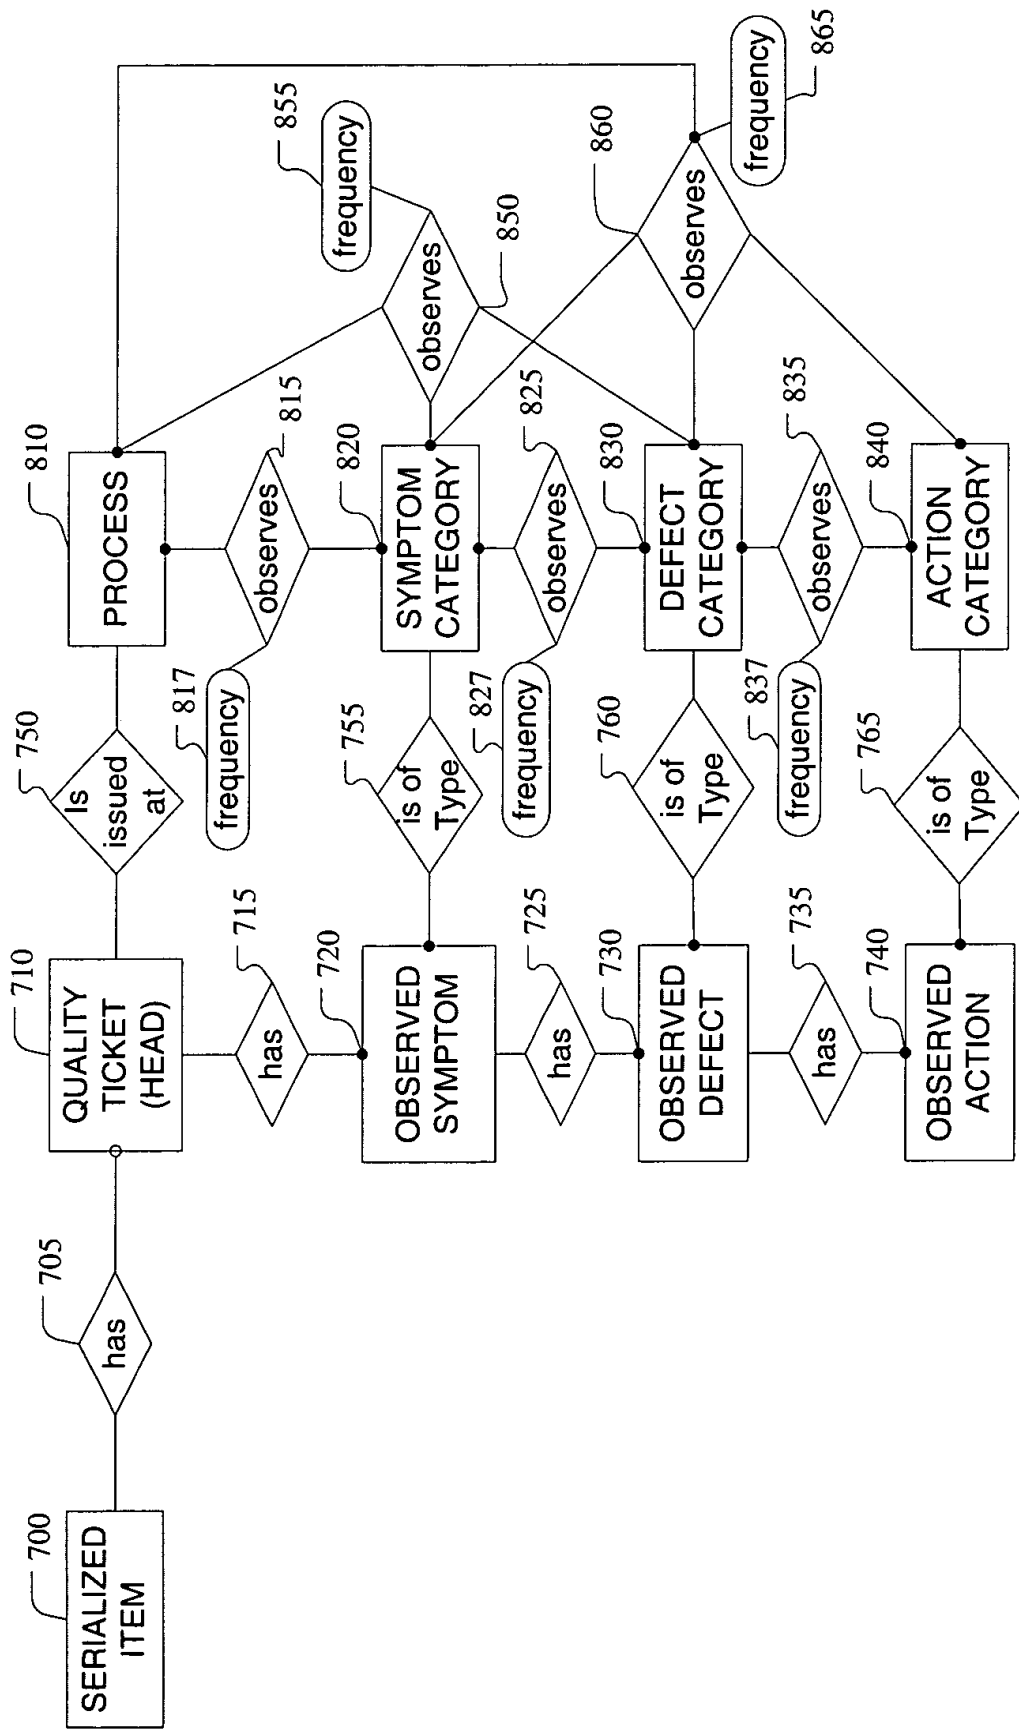 700
SERIALIZED
ITEM
705
has
710
QUALITY
TICKET
(HEAD)
750
Is
issued
at
810
PROCESS
715
has
817
frequency
815
observes
855
frequency
720
OBSERVED
SYMPTOM
755
is of
Type
820
SYMPTOM
CATEGORY
850
observes
725
has
827
frequency
825
observes
730
OBSERVED
DEFECT
760
is of
Type
830
DEFECT
CATEGORY
860
observes
865
frequency
735
has
837
frequency
835
observes
740
OBSERVED
ACTION
765
is of
Type
840
ACTION
CATEGORY